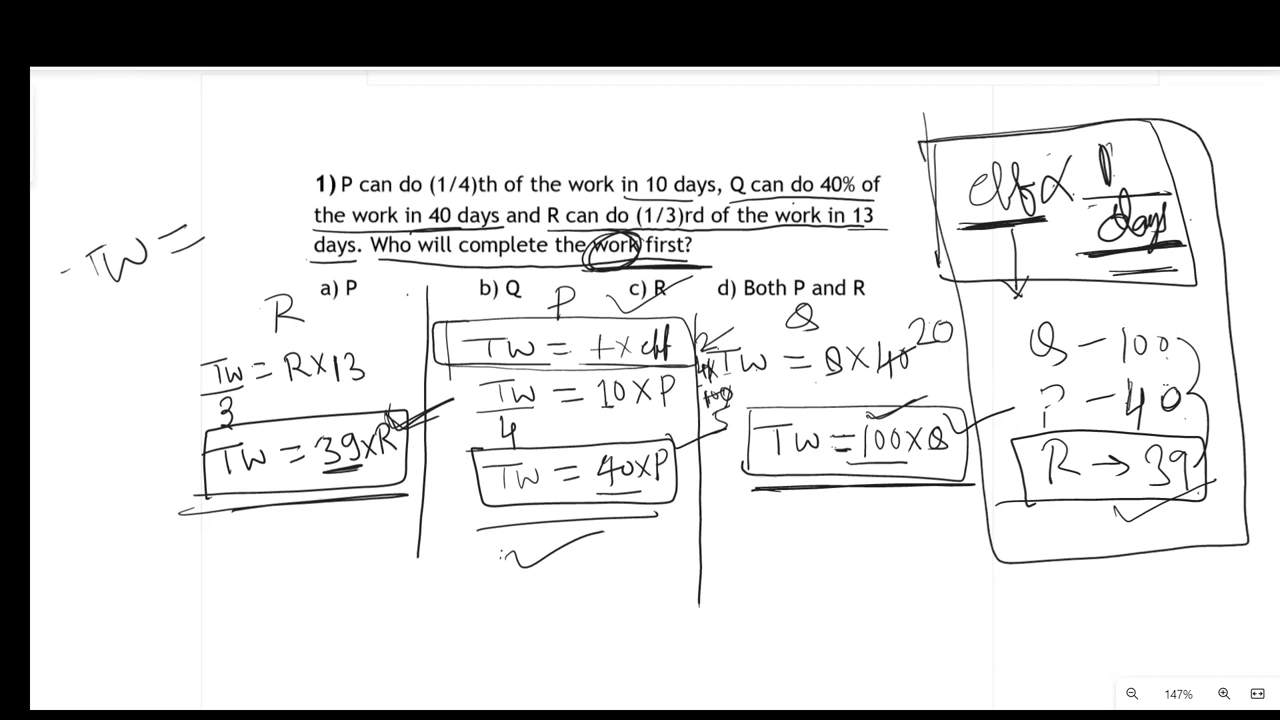 1) P can do (1/4)th of the work in 10 days, Q can do 40% of
the work in 40 days and R can do (1/3)rd of the work in 13
days. Who will complete the work first?
a) P b) Q c) R d) Both P and R
TW =
R
TW/3 = R×13
TW = 39×R
P
TW = t×eff
TW/4 = 10×P
TW = 40×P
Q
TW = Q×40 20
TW = 100×Q
eff ∝ 1/days
Q – 100
P – 40
R → 39
147%